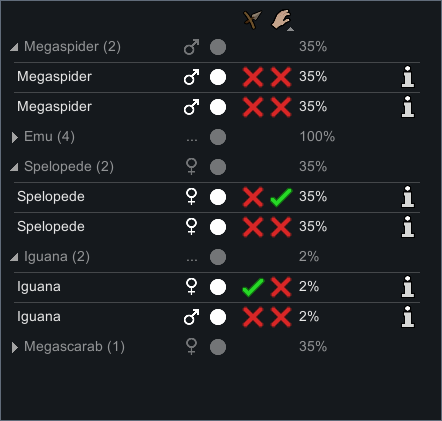 Megaspider (2) 35%
Megaspider 35%
Megaspider 35%
Emu (4) ... 100%
Spelopede (2) 35%
Spelopede 35%
Spelopede 35%
Iguana (2) ... 2%
Iguana 2%
Iguana 2%
Megascarab (1) 35%